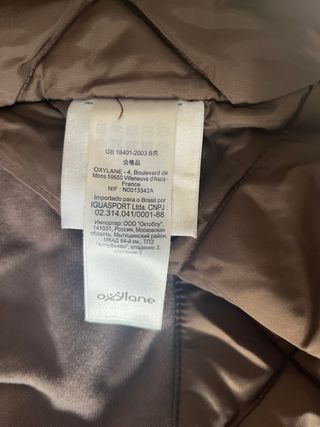 GB 18401-2003 B类
合格品
OXYLANE - 4, Boulevard de
Mons 59650 Villeneuve d'Ascq -
France
NIF : N0013342A
Importado para o Brasil por
IGUASPORT Ltda. CNPJ :
02.314.041/0001-88
Импортер: ООО "Октоблу",
141031, Россия, Московская
область, Мытищинский район,
МКАД 84-й км., ТПЗ
"Алтуфьево", владение 3,
строение 3
oxylane